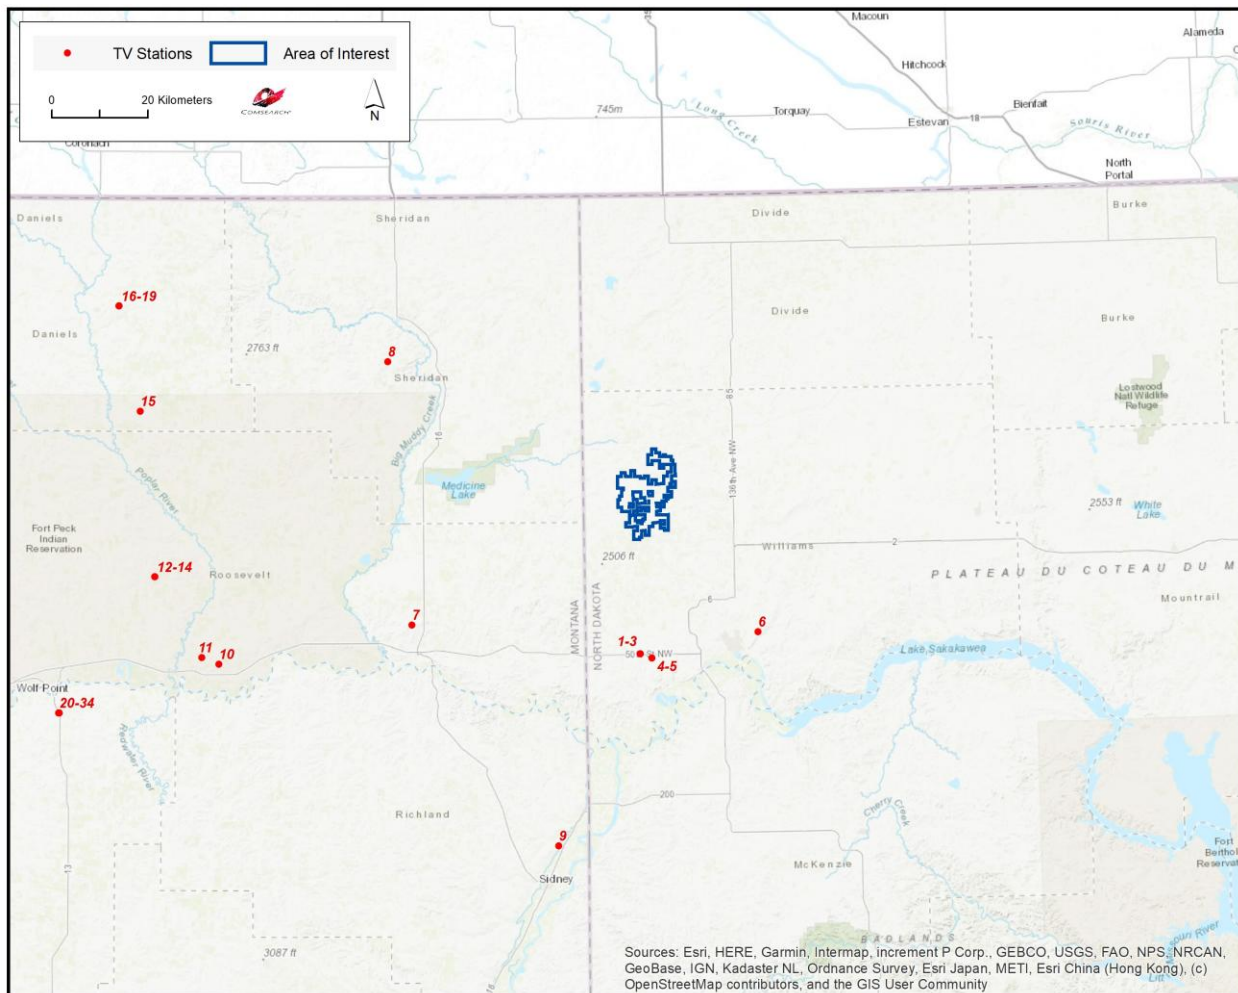 TV Stations
Area of Interest
0
20 Kilometers
COMSEARCH
N
Macoun
Alameda
Hitchcock
Bienfait
745m
Torquay
Estevan
18
Long Creek
Souris River
Coronach
North
Portal
Daniels
Sheridan
Divide
Burke
16-19
Daniels
2763 ft
8
Sheridan
Divide
Burke
15
Big Muddy Creek
16
85
Lostwood
Natl Wildlife
Refuge
Poplar River
Medicine
Lake
136th Ave NW
2553 ft
White
Lake
Fort Peck
Indian
Reservation
12-14
Roosevelt
2506 ft
Williams
2
PLATEAU DU COTEAU DU M
Mountrail
7
MONTANA
NORTH DAKOTA
6
6
1-3
50
St NW
4-5
Lake Sakakawea
11
10
Wolf Point
20-34
Redwater River
200
Richland
Cherry Creek
9
Sidney
13
McKenzie
Fort
Berthol
Reservati
3087 ft
16
BADLANDS
Missouri River
Litt
Sources: Esri, HERE, Garmin, Intermap, increment P Corp., GEBCO, USGS, FAO, NPS, NRCAN,
GeoBase, IGN, Kadaster NL, Ordnance Survey, Esri Japan, METI, Esri China (Hong Kong), (c)
OpenStreetMap contributors, and the GIS User Community